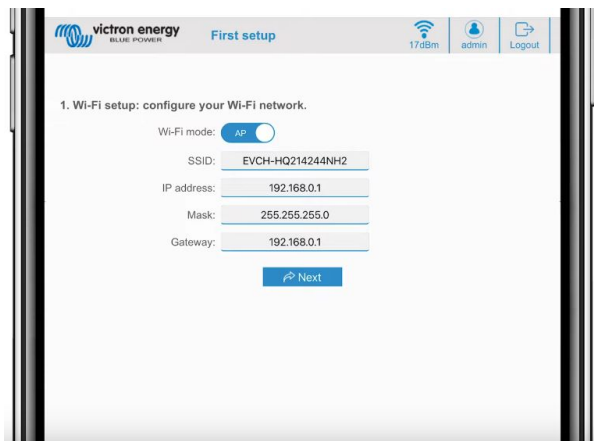 victron energy
BLUE POWER
First setup
17dBm
admin
Logout
1. Wi-Fi setup: configure your Wi-Fi network.
Wi-Fi mode: AP
SSID: EVCH-HQ214244NH2
IP address: 192.168.0.1
Mask: 255.255.255.0
Gateway: 192.168.0.1
Next